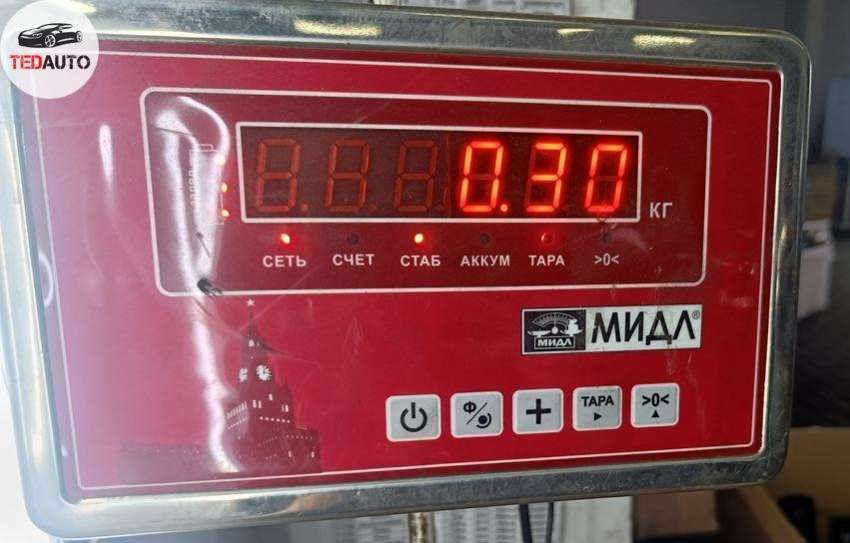 TEDAUTO
0.30
КГ
СЕТЬ СЧЕТ СТАБ АККУМ ТАРА >0<
МИДЛ МИДЛ®
Ф ТАРА >0<